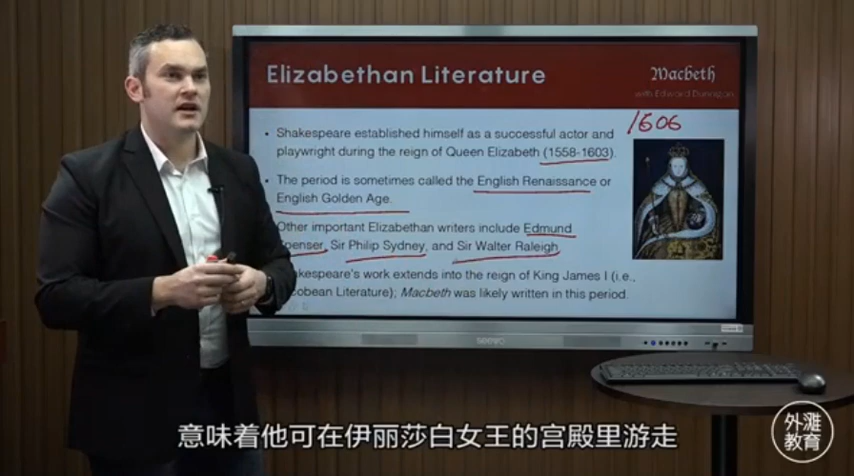 Elizabethan Literature
Macbeth
with Edward Dunnigan
1606
• Shakespeare established himself as a successful actor and
playwright during the reign of Queen Elizabeth (1558-1603).
• The period is sometimes called the English Renaissance or
English Golden Age.
Other important Elizabethan writers include Edmund
Spenser, Sir Philip Sydney, and Sir Walter Raleigh.
akespeare's work extends into the reign of King James I (i.e.,
cobean Literature); Macbeth was likely written in this period.
seewo
意味着他可在伊丽莎白女王的宫殿里游走
外滩
教育